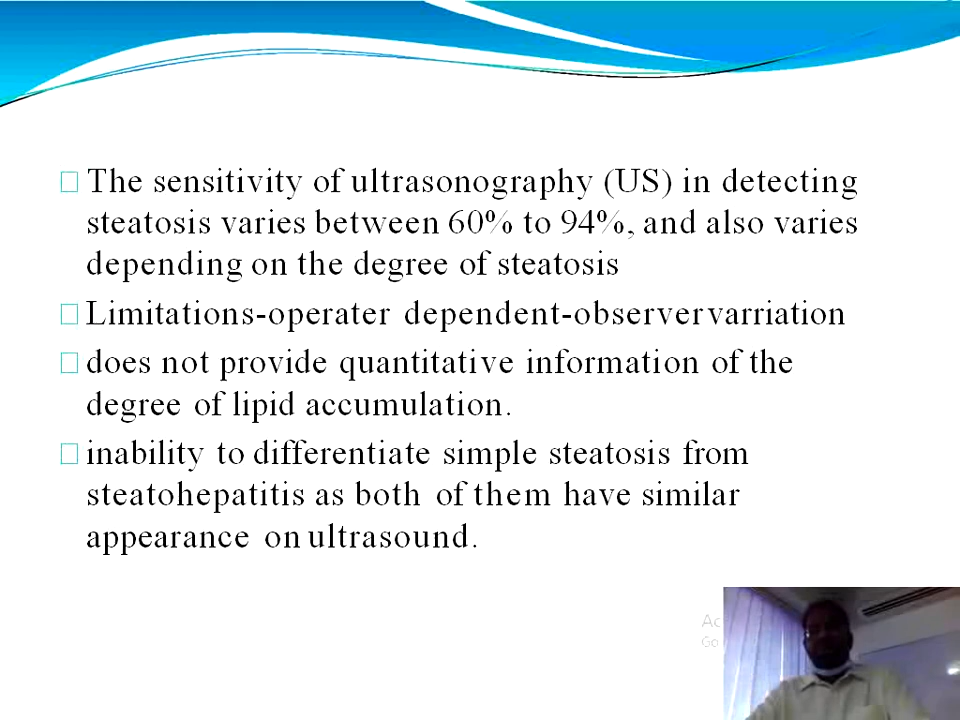 The sensitivity of ultrasonography (US) in detecting
steatosis varies between 60% to 94%, and also varies
depending on the degree of steatosis
Limitations-operater dependent-observer varriation
does not provide quantitative information of the
degree of lipid accumulation.
inability to differentiate simple steatosis from
steatohepatitis as both of them have similar
appearance on ultrasound.
Ac
Go